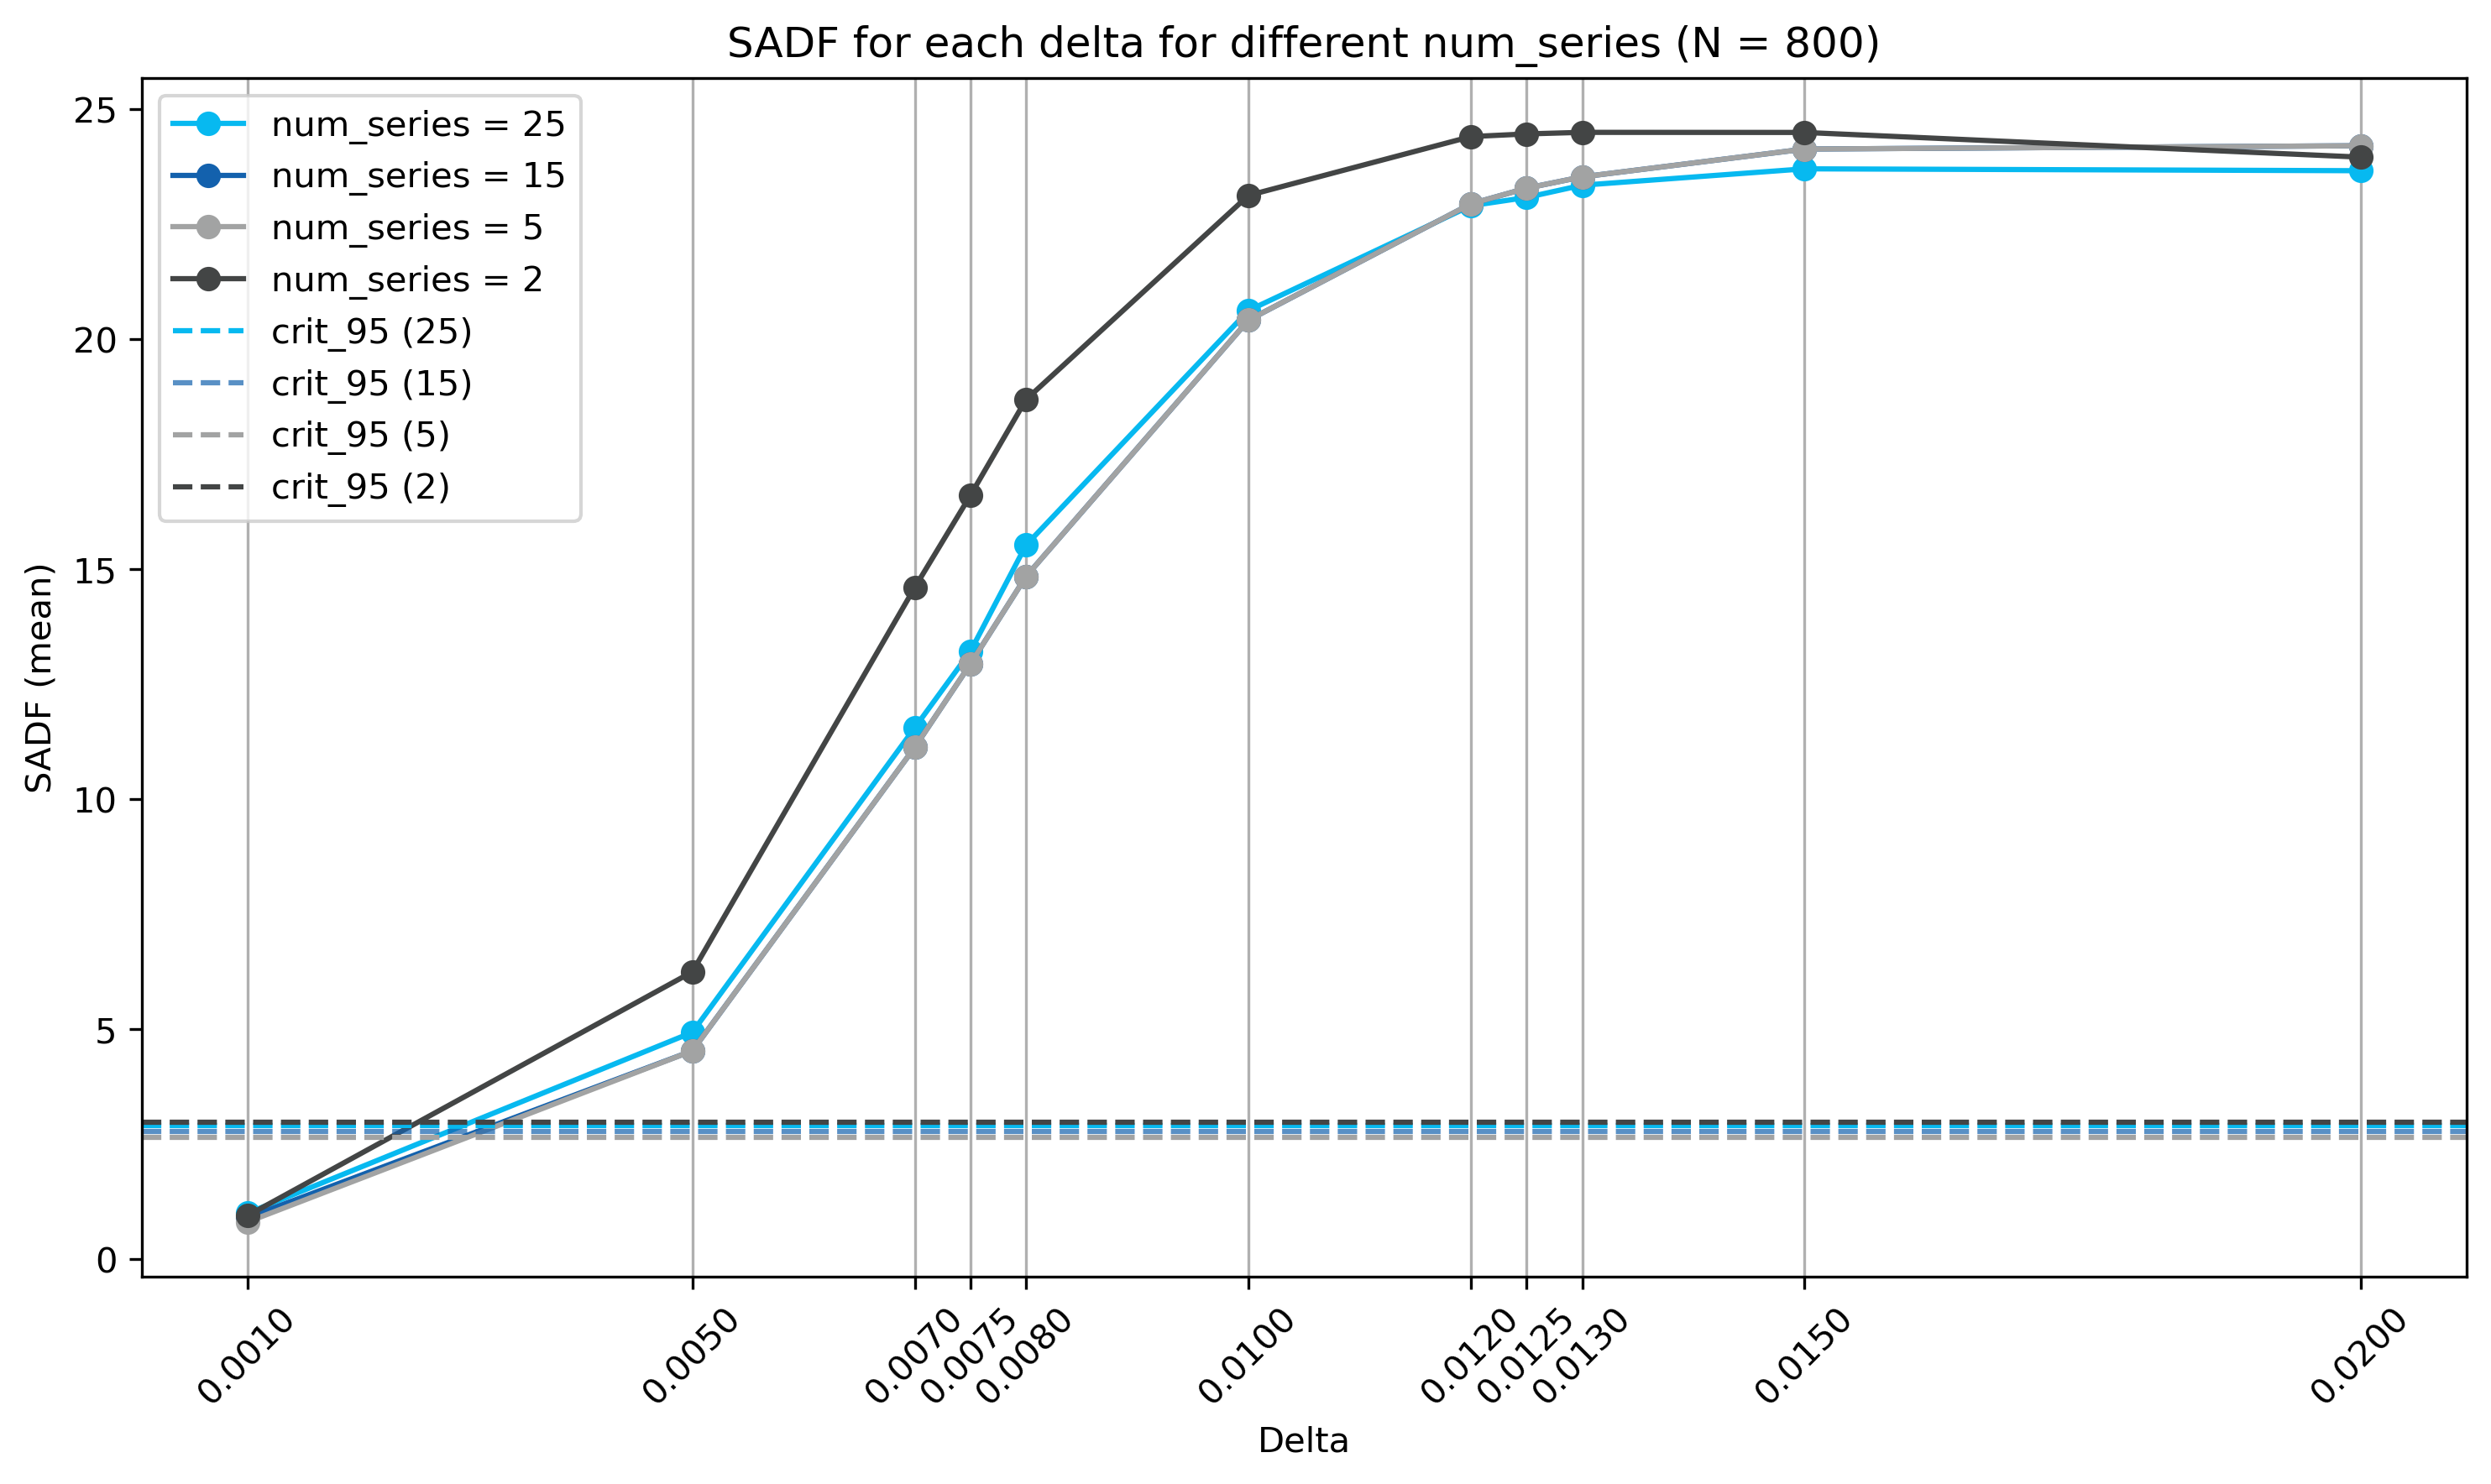 SADF for each delta for different num_series (N = 800)
25
20
15
10
5
0
SADF (mean)
num_series = 25
num_series = 15
num_series = 5
num_series = 2
crit_95 (25)
crit_95 (15)
crit_95 (5)
crit_95 (2)
0.0010
0.0050
0.0070
0.0075
0.0080
0.0100
0.0120
0.0125
0.0130
0.0150
0.0200
Delta